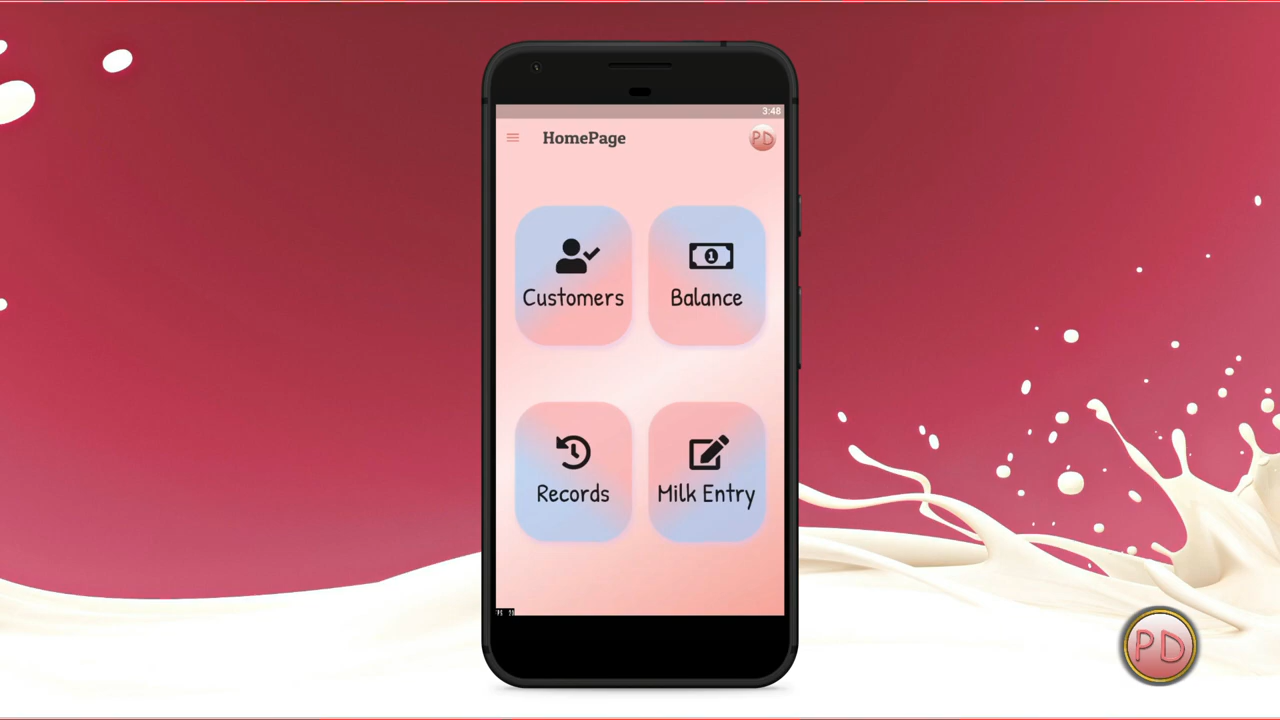 3:48
HomePage
PD
Customers
Balance
Records
Milk Entry
PD